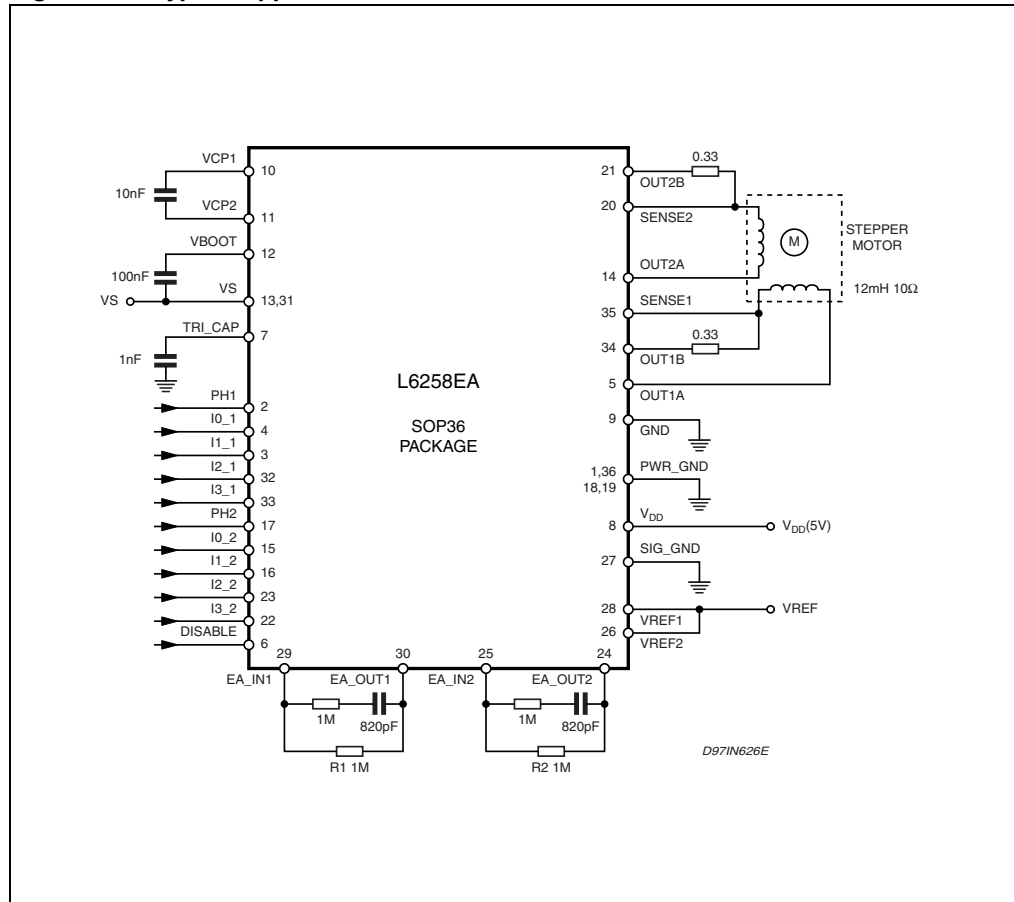 VCP1
10
10nF
VCP2
11
VBOOT
12
100nF
VS
VS
13,31
TRI_CAP
7
1nF
PH1
2
I0_1
4
I1_1
3
I2_1
32
I3_1
33
PH2
17
I0_2
15
I1_2
16
I2_2
23
I3_2
22
DISABLE
6
L6258EA
SOP36
PACKAGE
21
OUT2B
0.33
20
SENSE2
M
STEPPER
MOTOR
14
OUT2A
12mH 10Ω
35
SENSE1
0.33
34
OUT1B
5
OUT1A
9
GND
1,36
18,19
PWR_GND
8
VDD
VDD(5V)
27
SIG_GND
28
VREF1
VREF
26
VREF2
29
30
25
24
EA_IN1
EA_OUT1
EA_IN2
EA_OUT2
1M
820pF
1M
820pF
R1 1M
R2 1M
D97IN626E